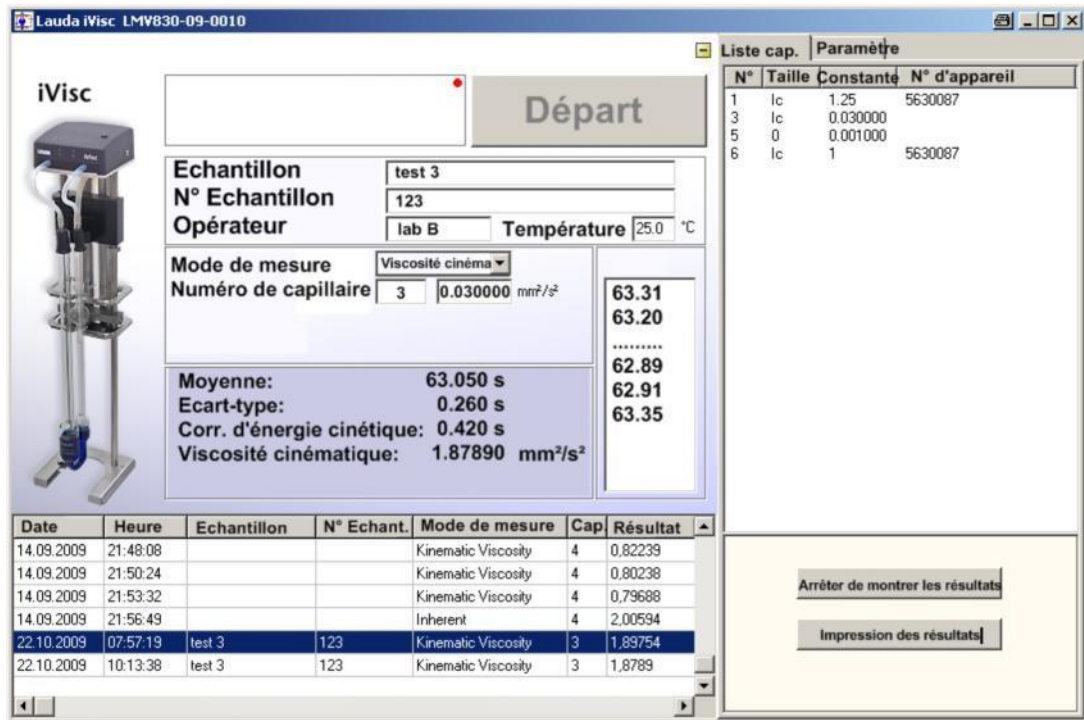 Lauda iVisc LMV830-09-0010
iVisc
Départ
Echantillon test 3
N° Echantillon 123
Opérateur lab B Température 25.0 °C
Mode de mesure Viscosité cinéma
Numéro de capillaire 3 0.030000 mm²/s²
63.31
63.20
.........
62.89
62.91
63.35
Moyenne: 63.050 s
Ecart-type: 0.260 s
Corr. d'énergie cinétique: 0.420 s
Viscosité cinématique: 1.87890 mm²/s²
Date Heure Echantillon N° Echant. Mode de mesure Cap. Résultat
14.09.2009 21:48:08 Kinematic Viscosity 4 0,82239
14.09.2009 21:50:24 Kinematic Viscosity 4 0,80238
14.09.2009 21:53:32 Kinematic Viscosity 4 0,79688
14.09.2009 21:56:49 Inherent 4 2,00594
22.10.2009 07:57:19 test 3 123 Kinematic Viscosity 3 1,89754
22.10.2009 10:13:38 test 3 123 Kinematic Viscosity 3 1,8789
Liste cap. Paramètre
N° Taille Constante N° d'appareil
1 Ic 1.25 5630087
3 Ic 0.030000
5 0 0.001000
6 Ic 1 5630087
Arrêter de montrer les résultats
Impression des résultats